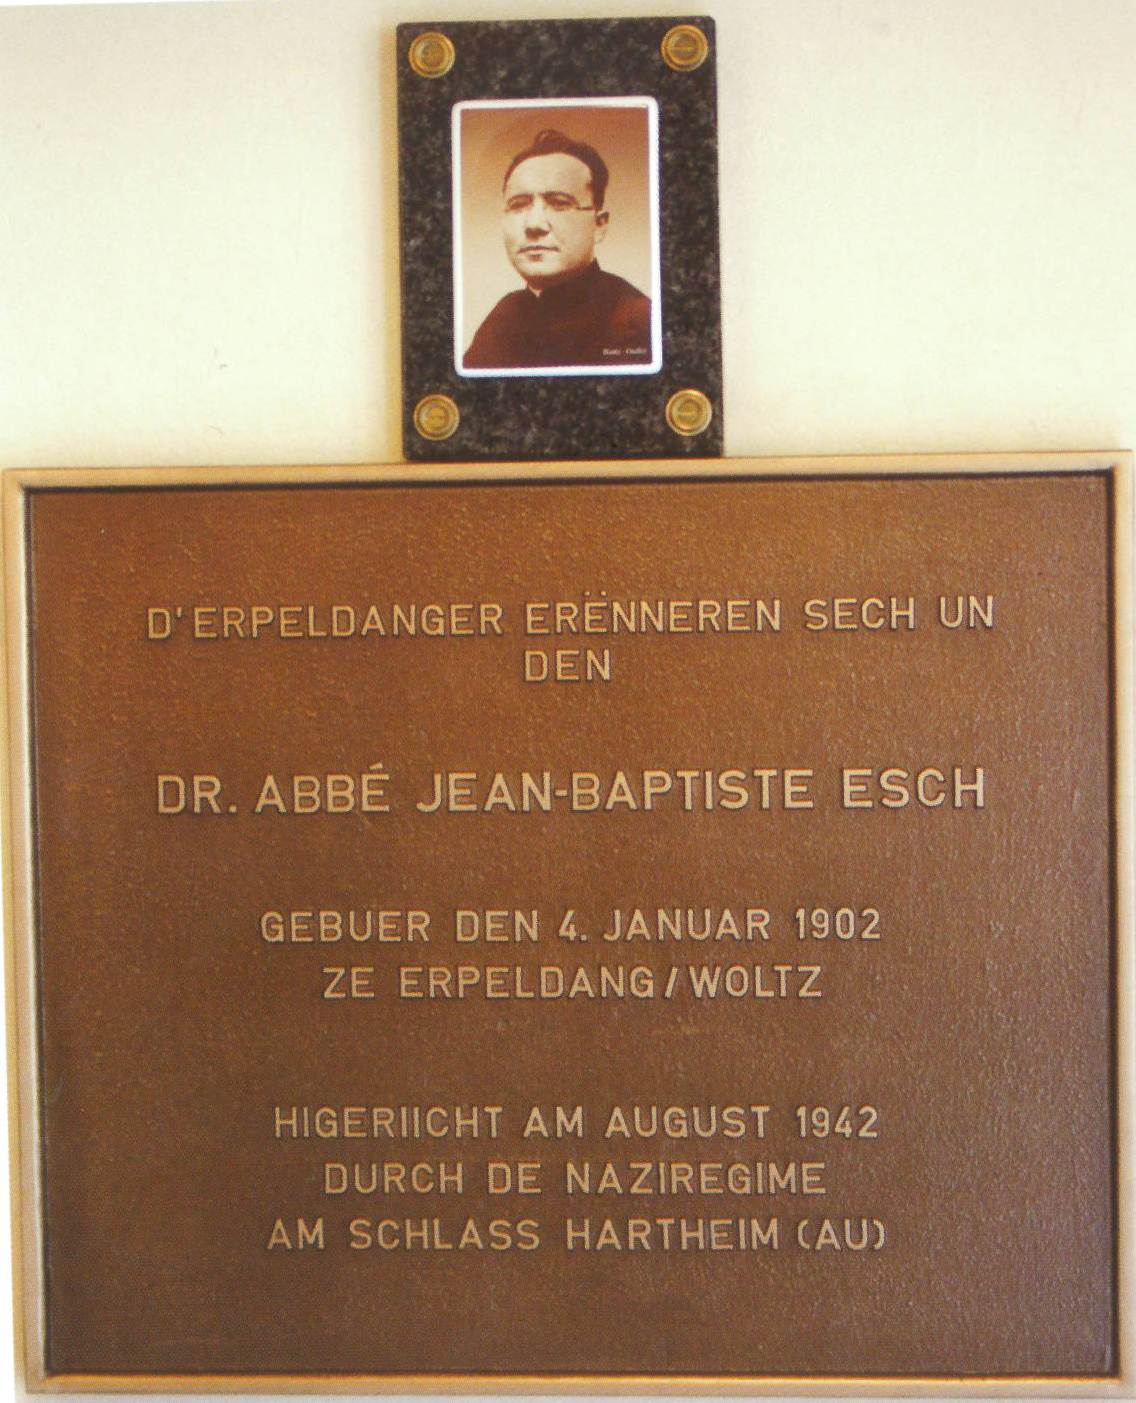 D'ERPELDANGER ERËNNEREN SECH UN
DEN
DR. ABBÉ JEAN-BAPTISTE ESCH
GEBUER DEN 4. JANUAR 1902
ZE ERPELDANG/WOLTZ
HIGERIICHT AM AUGUST 1942
DURCH DE NAZIREGIME
AM SCHLASS HARTHEIM (AU)